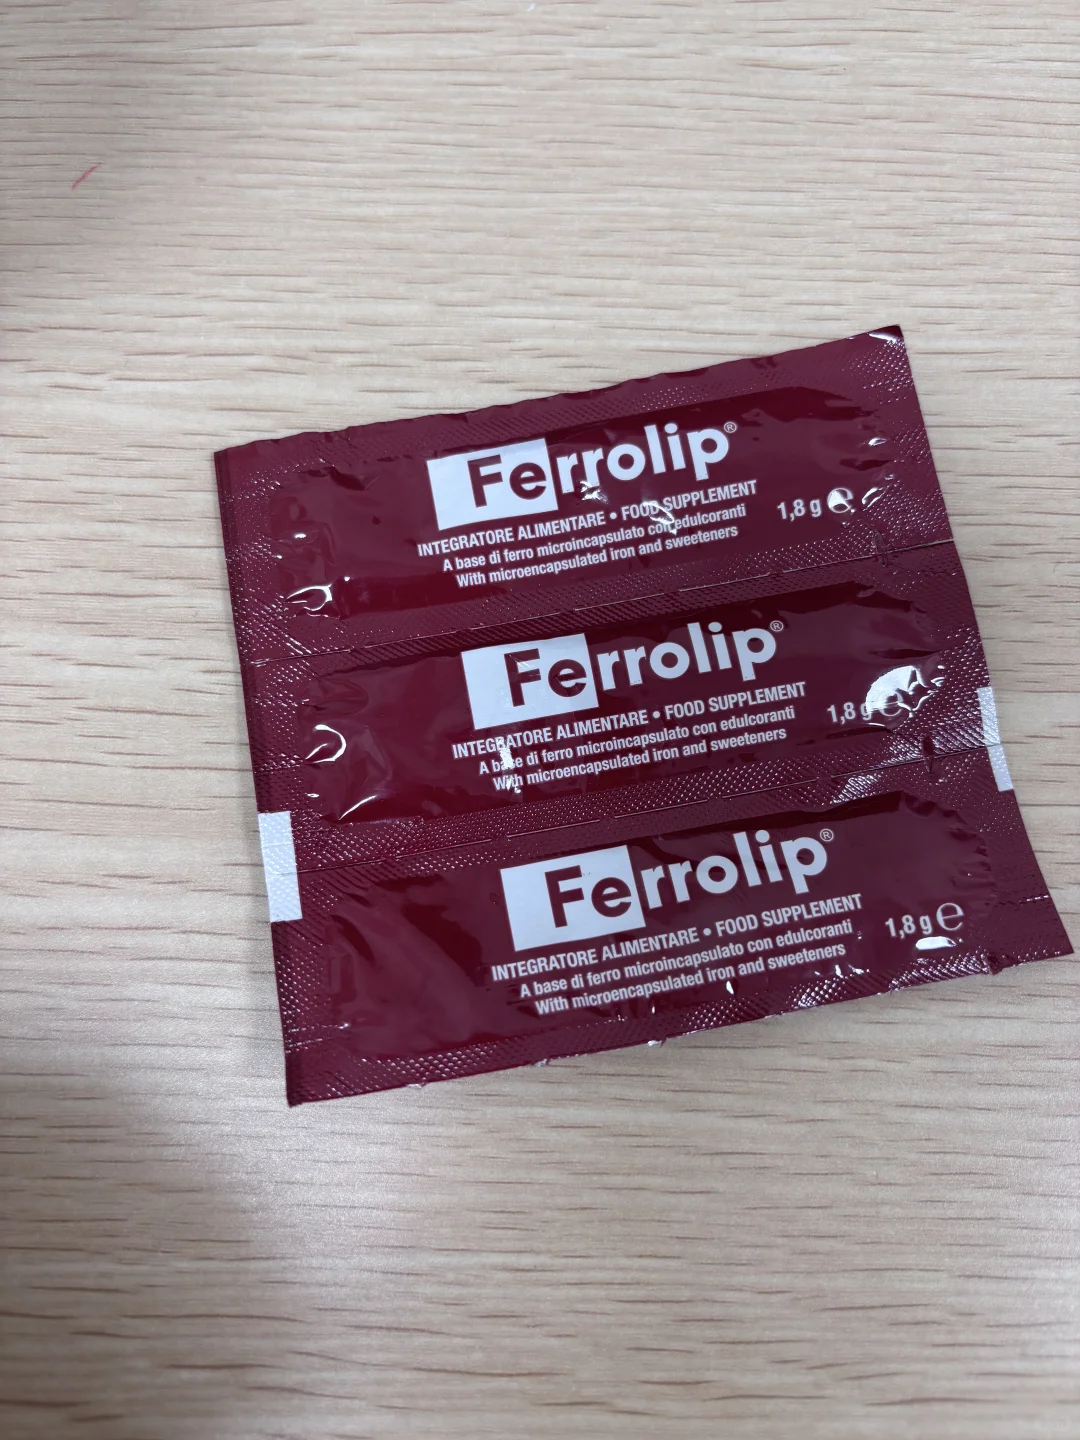 Ferrolip®
INTEGRATORE ALIMENTARE • FOOD SUPPLEMENT
A base di ferro microincapsulato con edulcoranti
With microencapsulated iron and sweeteners
1,8 g ℮
Ferrolip®
INTEGRATORE ALIMENTARE • FOOD SUPPLEMENT
A base di ferro microincapsulato con edulcoranti
With microencapsulated iron and sweeteners
1,8 g ℮
Ferrolip®
INTEGRATORE ALIMENTARE • FOOD SUPPLEMENT
A base di ferro microincapsulato con edulcoranti
With microencapsulated iron and sweeteners
1,8 g ℮